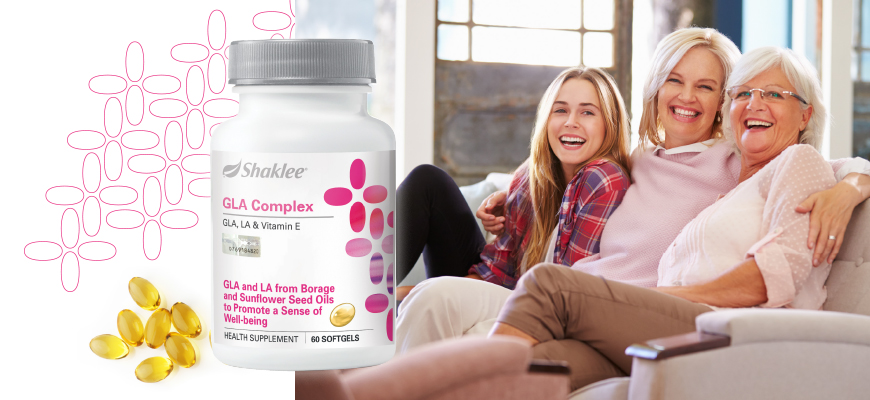 Shaklee®
GLA Complex
GLA, LA & Vitamin E
GLA and LA from Borage
and Sunflower Seed Oils
to Promote a Sense of
Well-being
HEALTH SUPPLEMENT 60 SOFTGELS